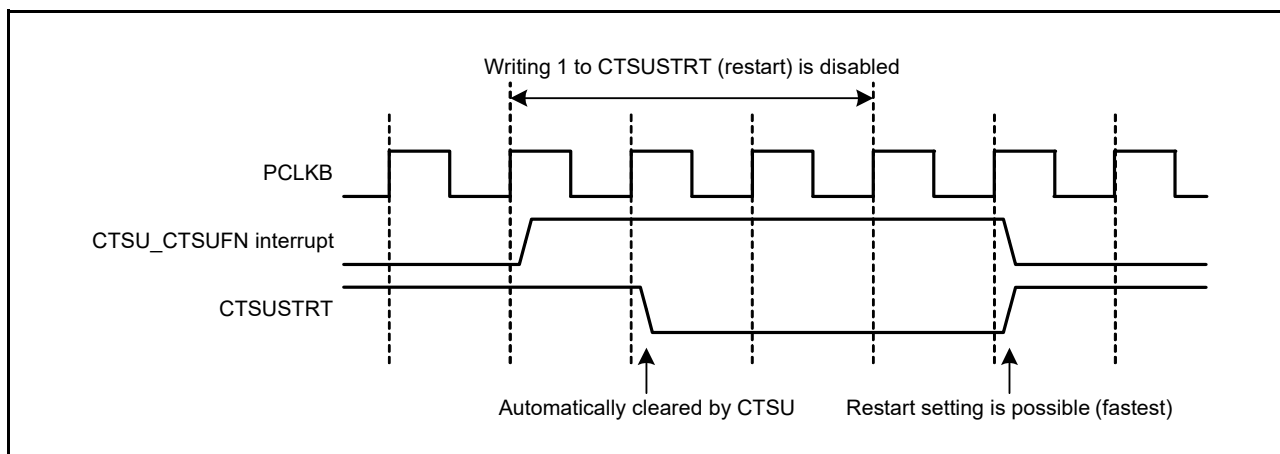 Writing 1 to CTSUSTRT (restart) is disabled
PCLKB
CTSU_CTSUFN interrupt
CTSUSTRT
Automatically cleared by CTSU
Restart setting is possible (fastest)